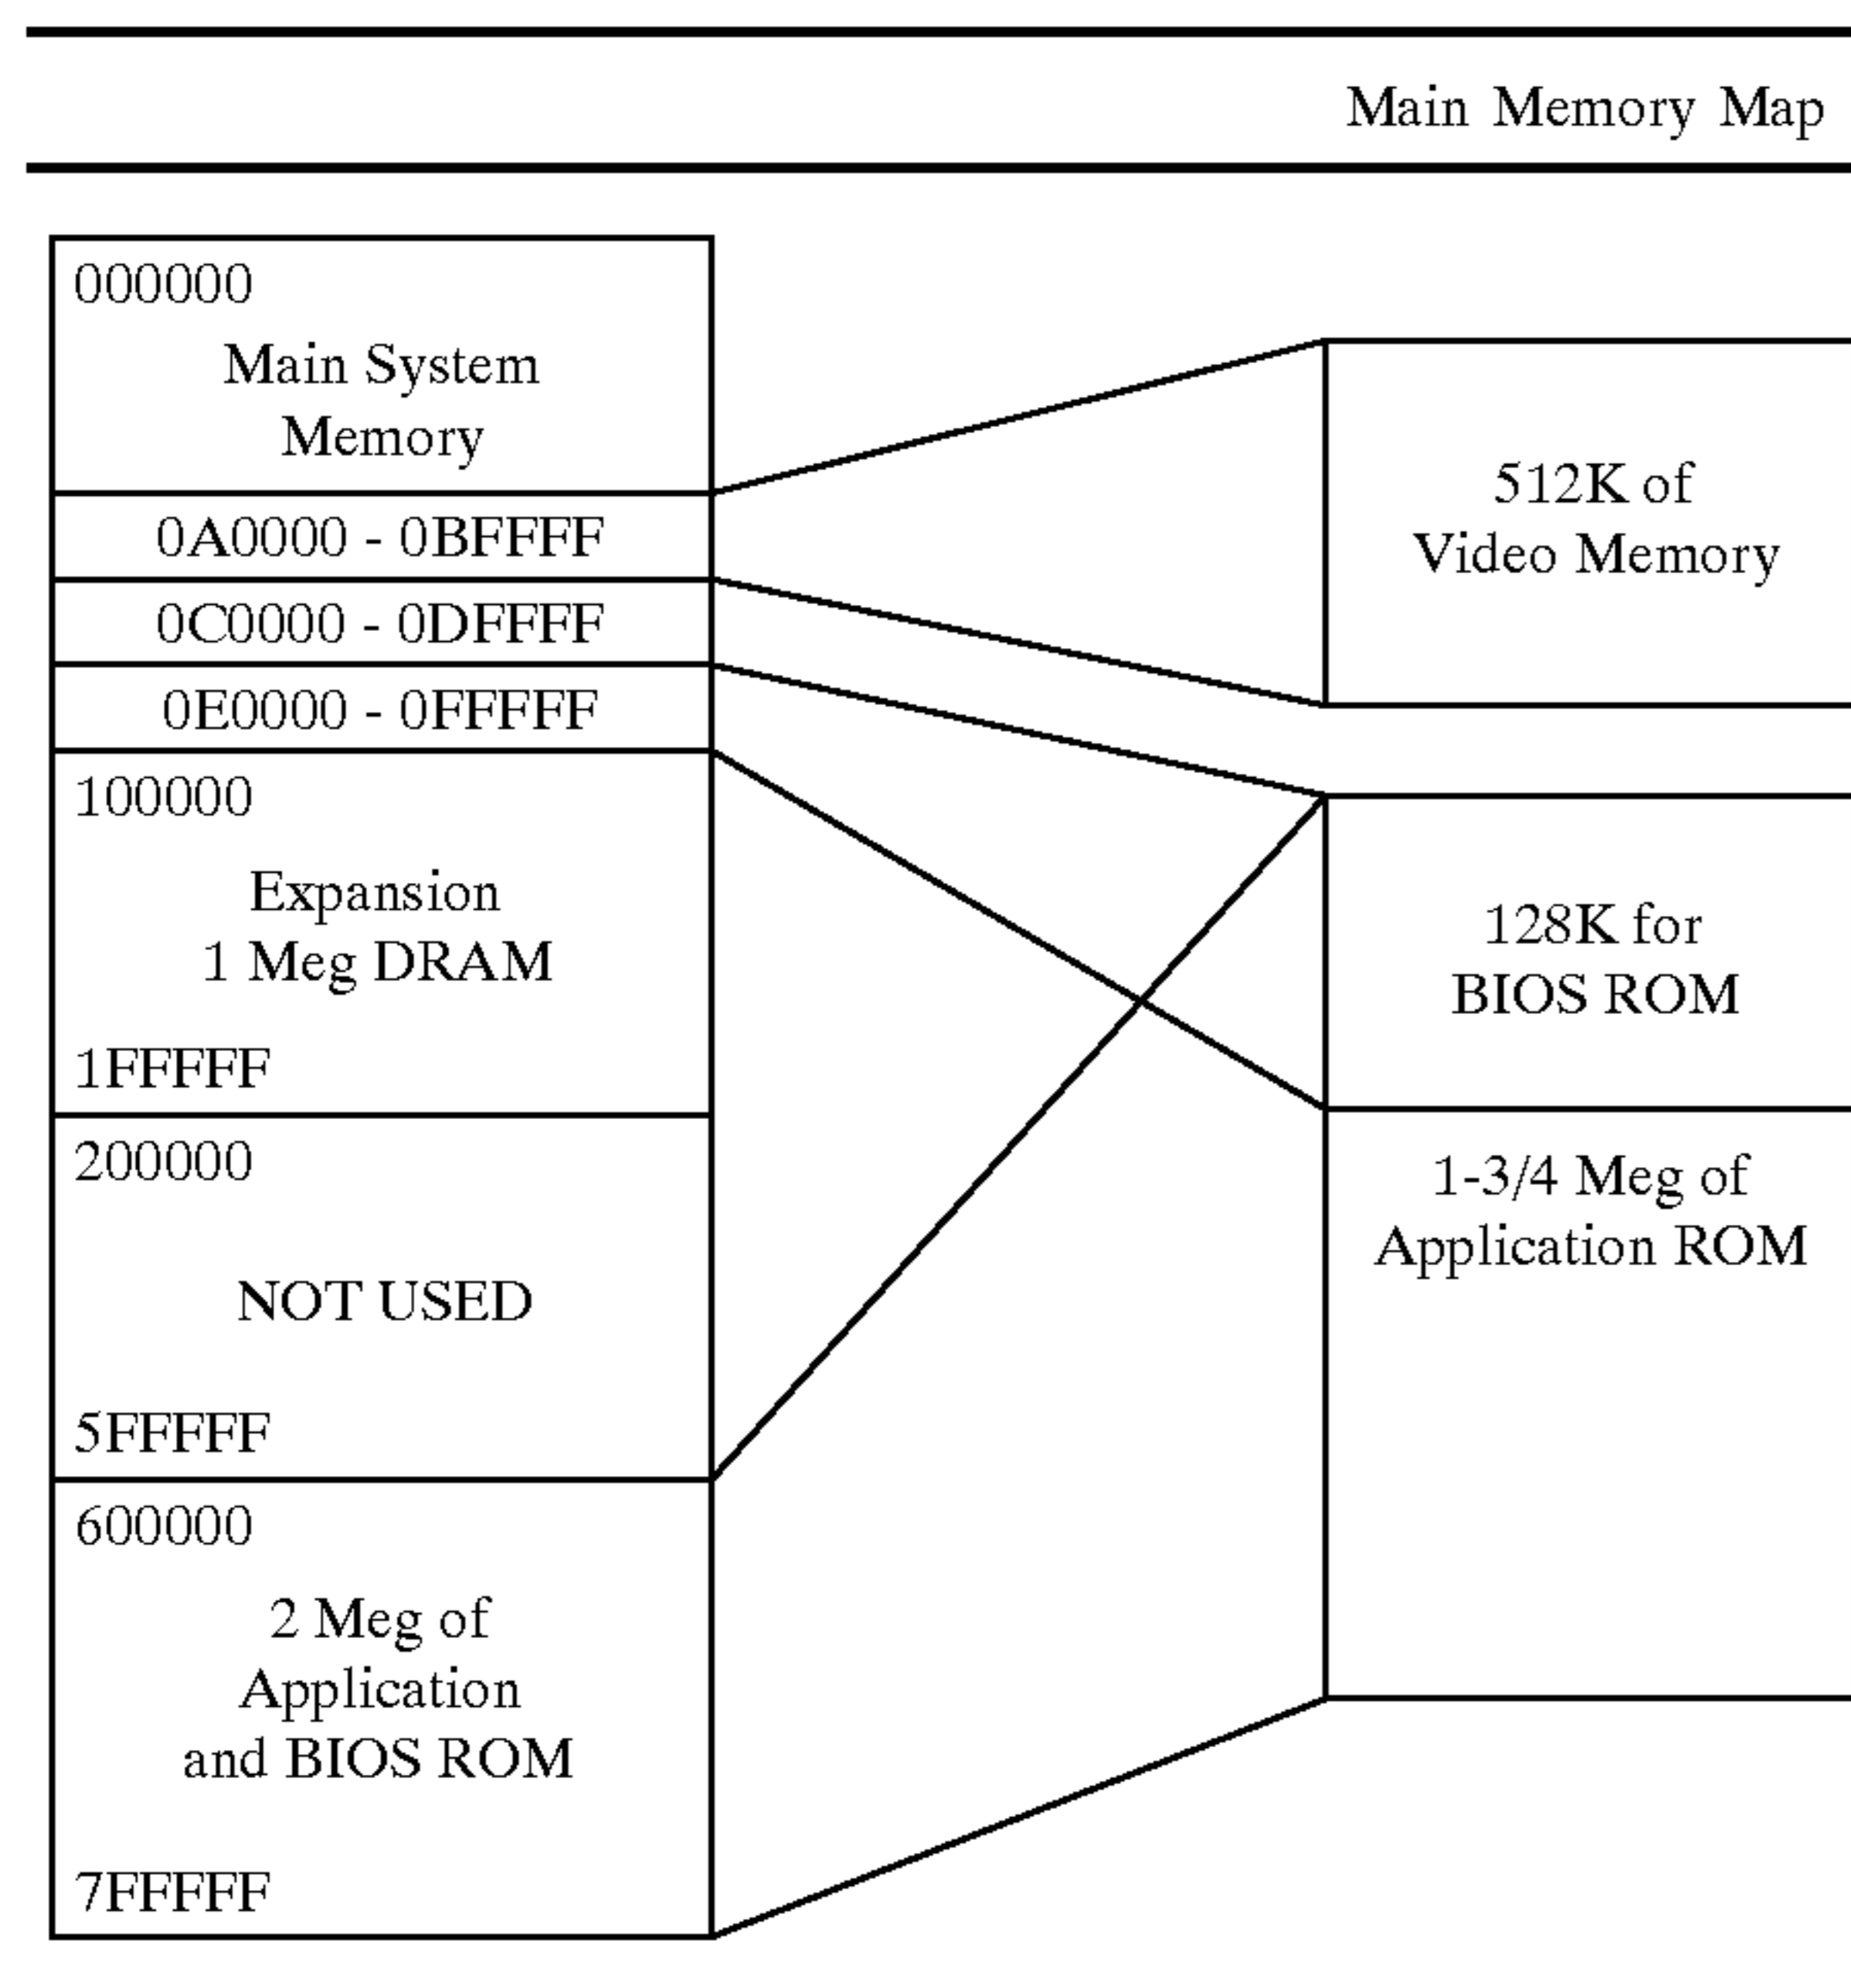 Main Memory Map
000000
Main System
Memory
0A0000 - 0BFFFF
0C0000 - 0DFFFF
0E0000 - 0FFFFF
100000
Expansion
1 Meg DRAM
1FFFFF
200000
NOT USED
5FFFFF
600000
2 Meg of
Application
and BIOS ROM
7FFFFF
512K of
Video Memory
128K for
BIOS ROM
1-3/4 Meg of
Application ROM